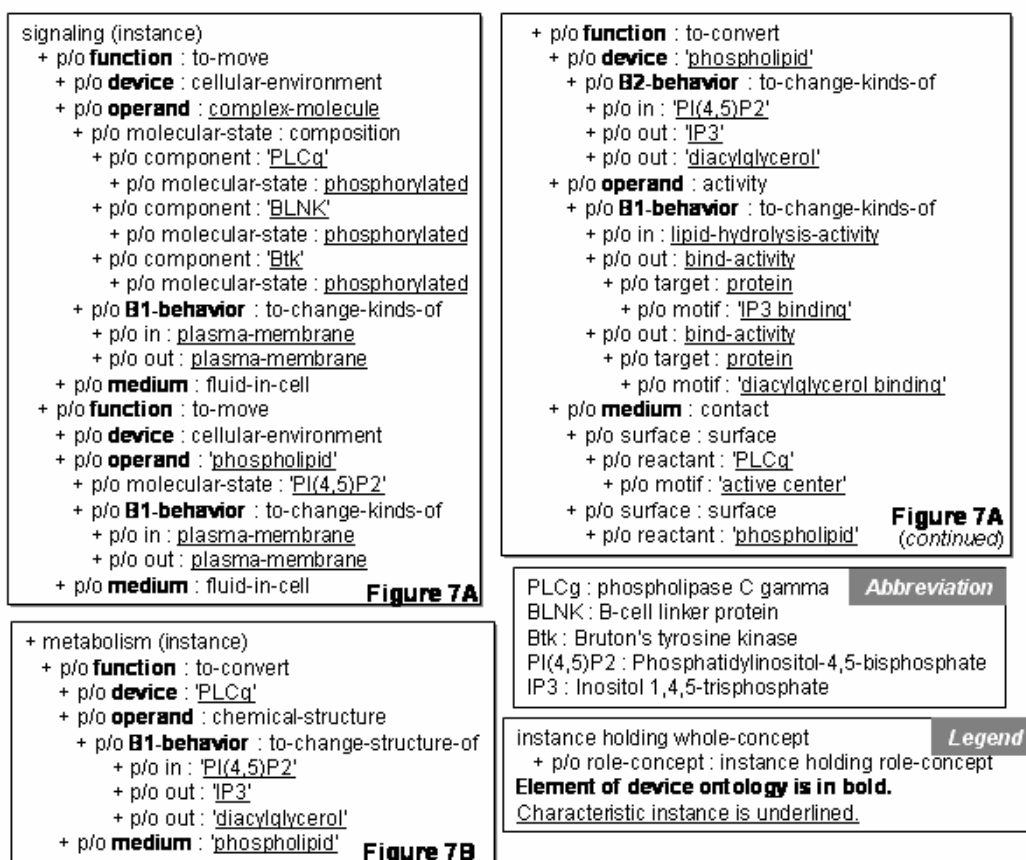 signaling (instance)
+ p/o function : to-move
+ p/o device : cellular-environment
+ p/o operand : complex-molecule
+ p/o molecular-state : composition
+ p/o component : 'PLCg'
+ p/o molecular-state : phosphorylated
+ p/o component : 'BLNK'
+ p/o molecular-state : phosphorylated
+ p/o component : 'Btk'
+ p/o molecular-state : phosphorylated
+ p/o B1-behavior : to-change-kinds-of
+ p/o in : plasma-membrane
+ p/o out : plasma-membrane
+ p/o medium : fluid-in-cell
+ p/o function : to-move
+ p/o device : cellular-environment
+ p/o operand : 'phospholipid'
+ p/o molecular-state : 'PI(4,5)P2'
+ p/o B1-behavior : to-change-kinds-of
+ p/o in : plasma-membrane
+ p/o out : plasma-membrane
+ p/o medium : fluid-in-cell
Figure 7A
+ p/o function : to-convert
+ p/o device : 'phospholipid'
+ p/o B2-behavior : to-change-kinds-of
+ p/o in : 'PI(4,5)P2'
+ p/o out : 'IP3'
+ p/o out : 'diacylglycerol'
+ p/o operand : activity
+ p/o B1-behavior : to-change-kinds-of
+ p/o in : lipid-hydrolysis-activity
+ p/o out : bind-activity
+ p/o target : protein
+ p/o motif : 'IP3 binding'
+ p/o out : bind-activity
+ p/o target : protein
+ p/o motif : 'diacylglycerol binding'
+ p/o medium : contact
+ p/o surface : surface
+ p/o reactant : 'PLCg'
+ p/o motif : 'active center'
+ p/o surface : surface
+ p/o reactant : 'phospholipid'
Figure 7A
(continued)
+ metabolism (instance)
+ p/o function : to-convert
+ p/o device : 'PLCg'
+ p/o operand : chemical-structure
+ p/o B1-behavior : to-change-structure-of
+ p/o in : 'PI(4,5)P2'
+ p/o out : 'IP3'
+ p/o out : 'diacylglycerol'
+ p/o medium : 'phospholipid'
Figure 7B
Abbreviation
PLCg : phospholipase C gamma
BLNK : B-cell linker protein
Btk : Bruton's tyrosine kinase
PI(4,5)P2 : Phosphatidylinositol-4,5-bisphosphate
IP3 : Inositol 1,4,5-trisphosphate
Legend
instance holding whole-concept
+ p/o role-concept : instance holding role-concept
Element of device ontology is in bold.
Characteristic instance is underlined.